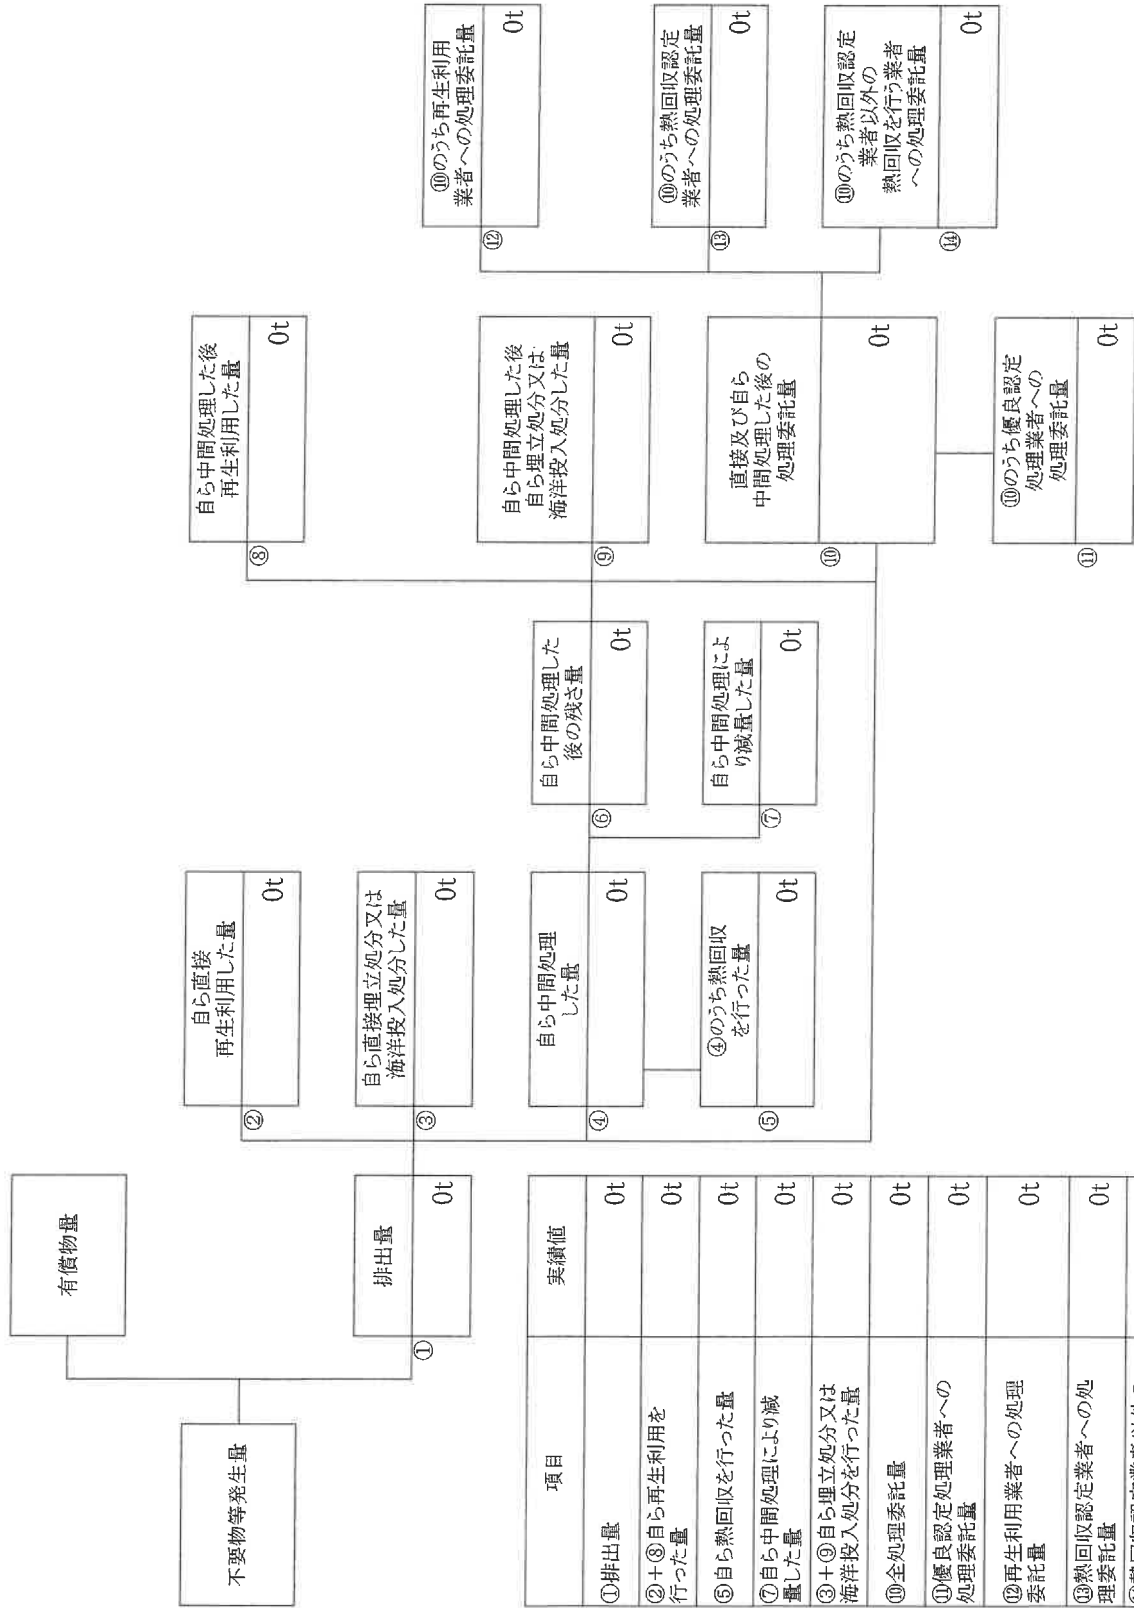 不要物等発生量
有償物量
①
排出量
0t
②
自ら直接
再生利用した量
0t
③
自ら直接埋立処分又は
海洋投入処分した量
0t
④
自ら中間処理
した量
0t
⑤
④のうち熱回収
を行った量
0t
⑥
自ら中間処理した
後の残さ量
0t
⑦
自ら中間処理によ
り減量した量
0t
⑧
自ら中間処理した後
再生利用した量
0t
⑨
自ら中間処理した後
自ら埋立処分又は
海洋投入処分した量
0t
⑩
直接及び自ら
中間処理した後の
処理委託量
0t
⑪
⑩のうち優良認定
処理業者への
処理委託量
0t
⑫
⑩のうち再生利用
業者への処理委託量
0t
⑬
⑩のうち熱回収認定
業者への処理委託量
0t
⑭
⑩のうち熱回収認定
業者以外の
熱回収を行う業者
への処理委託量
0t
項目 実績値
①排出量 0t
②+⑧自ら再生利用を
行った量 0t
⑤自ら熱回収を行った量 0t
⑦自ら中間処理により減
量した量 0t
③+⑨自ら埋立処分又は
海洋投入処分を行った量 0t
⑩全処理委託量 0t
⑪優良認定処理業者への
処理委託量 0t
⑫再生利用業者への処理
委託量 0t
⑬熱回収認定業者への処
理委託量 0t